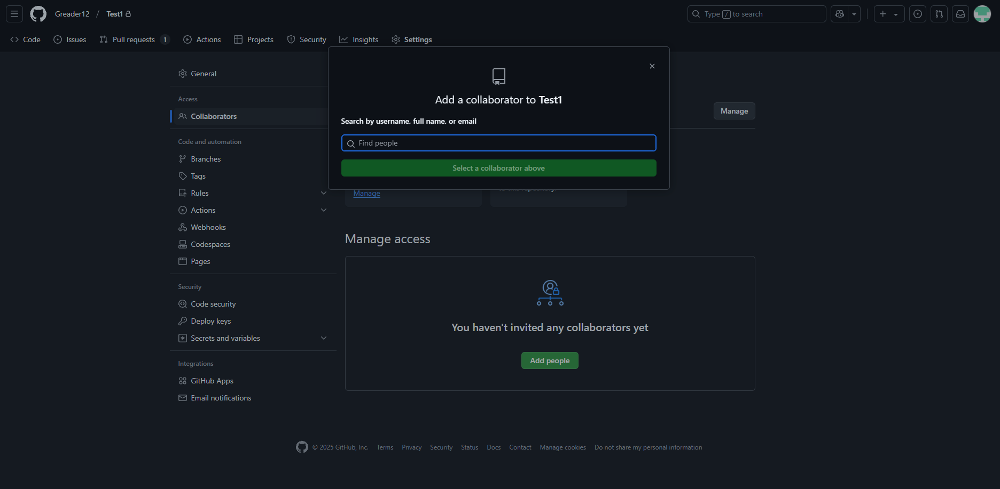 Greader12 / Test1
Type / to search
Code
Issues
Pull requests 1
Actions
Projects
Security
Insights
Settings
General
Access
Collaborators
Code and automation
Branches
Tags
Rules
Actions
Webhooks
Codespaces
Pages
Security
Code security
Deploy keys
Secrets and variables
Integrations
GitHub Apps
Email notifications
Add a collaborator to Test1
Search by username, full name, or email
Find people
Select a collaborator above
Manage
to this repository.
Manage
Manage access
You haven't invited any collaborators yet
Add people
© 2025 GitHub, Inc.
Terms
Privacy
Security
Status
Docs
Contact
Manage cookies
Do not share my personal information